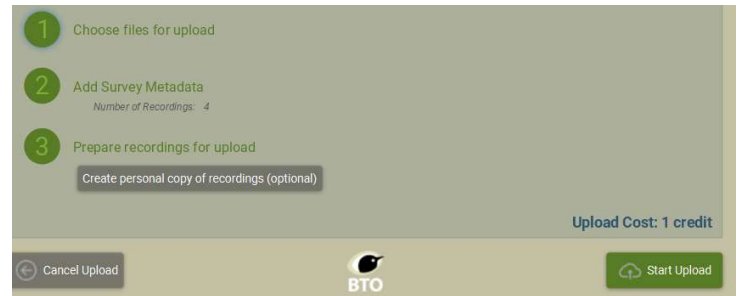 1 Choose files for upload
2 Add Survey Metadata
Number of Recordings: 4
3 Prepare recordings for upload
Create personal copy of recordings (optional)
Upload Cost: 1 credit
Cancel Upload
BTO
Start Upload